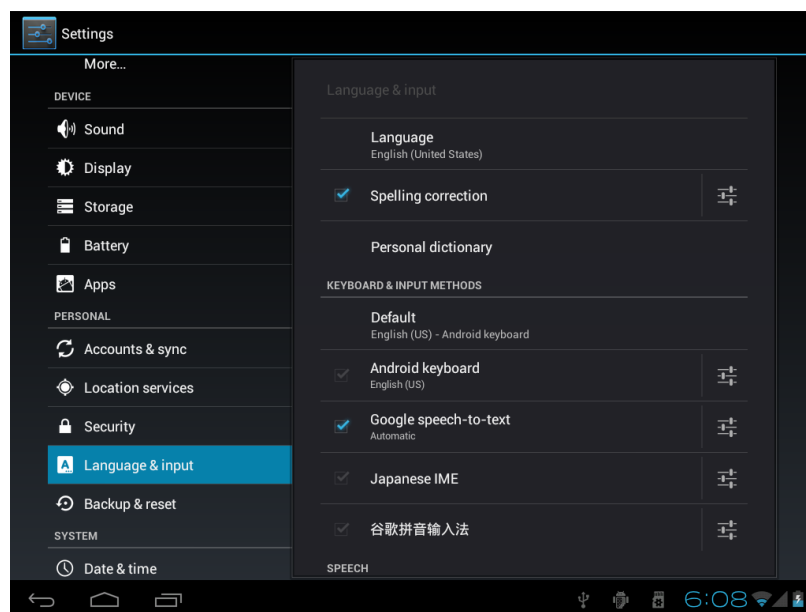 Settings
More...
DEVICE
Sound
Display
Storage
Battery
Apps
PERSONAL
Accounts & sync
Location services
Security
Language & input
Backup & reset
SYSTEM
Date & time
Language & input
Language
English (United States)
Spelling correction
Personal dictionary
KEYBOARD & INPUT METHODS
Default
English (US) - Android keyboard
Android keyboard
English (US)
Google speech-to-text
Automatic
Japanese IME
谷歌拼音输入法
SPEECH
6:08